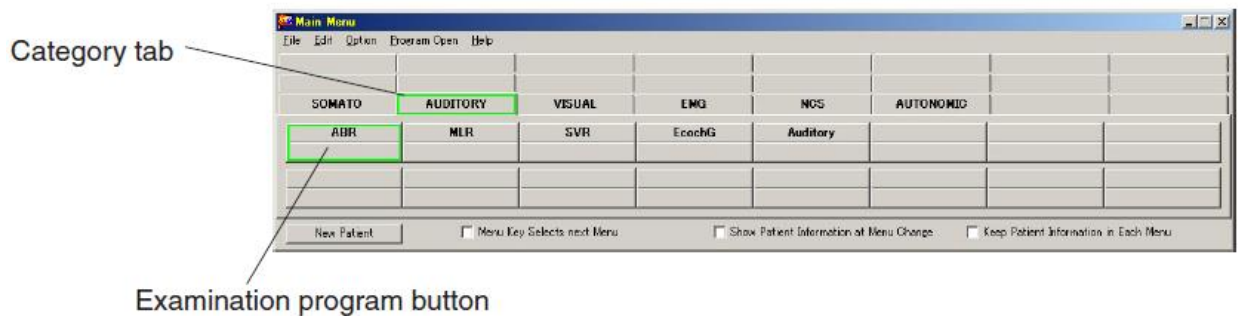 Main Menu
File Edit Option Program Open Help
Category tab
SOMATO AUDITORY VISUAL EMG NCS AUTONOMIC
ABR MLR SVR EcochG Auditory
New Patient Menu Key Selects next Menu Show Patient Information at Menu Change Keep Patient Information in Each Menu
Examination program button